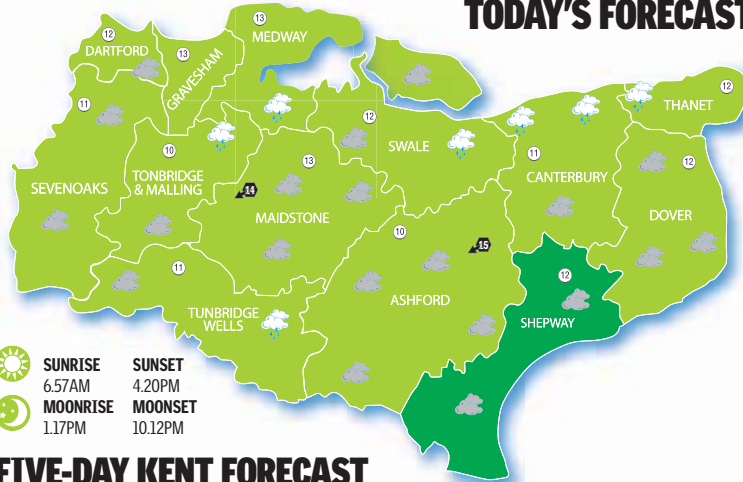 TODAY'S FORECAST
13
MEDWAY
12
DARTFORD
13
GRAVESHAM
12
THANET
11
12
SWALE
10
TONBRIDGE
& MALLING
13
11
CANTERBURY
12
SEVENOAKS
14
MAIDSTONE
DOVER
10
15
11
12
ASHFORD
TUNBRIDGE
WELLS
SHEPWAY
SUNRISE SUNSET
6.57AM 4.20PM
MOONRISE MOONSET
1.17PM 10.12PM
FIVE-DAY KENT FORECAST